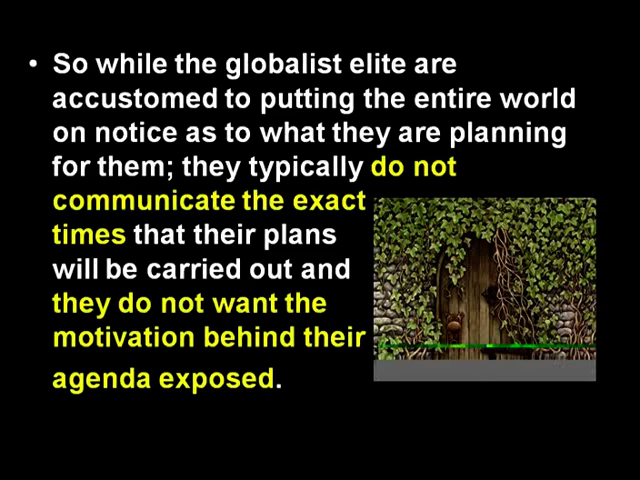 • So while the globalist elite are
accustomed to putting the entire world
on notice as to what they are planning
for them; they typically do not
communicate the exact
times that their plans
will be carried out and
they do not want the
motivation behind their
agenda exposed.